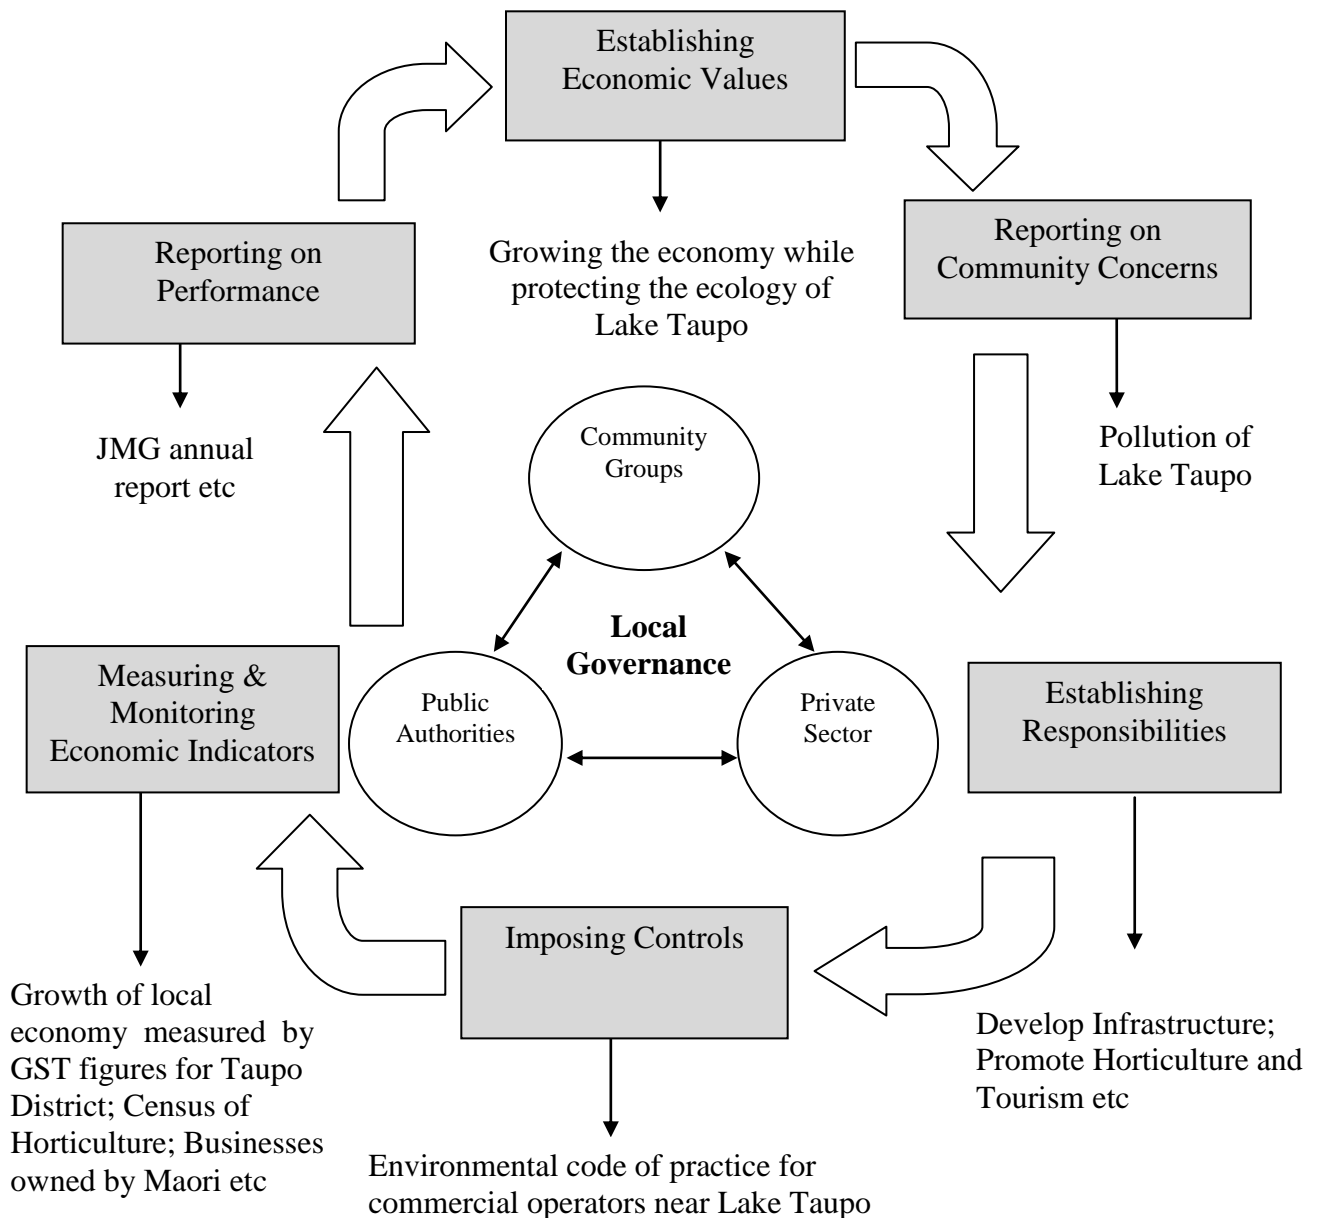 Establishing
Economic Values
Reporting on
Community Concerns
Reporting on
Performance
Growing the economy while
protecting the ecology of
Lake Taupo
JMG annual
report etc
Pollution of
Lake Taupo
Community
Groups
Local
Governance
Public
Authorities
Private
Sector
Measuring &
Monitoring
Economic Indicators
Establishing
Responsibilities
Imposing Controls
Growth of local
economy measured by
GST figures for Taupo
District; Census of
Horticulture; Businesses
owned by Maori etc
Develop Infrastructure;
Promote Horticulture and
Tourism etc
Environmental code of practice for
commercial operators near Lake Taupo